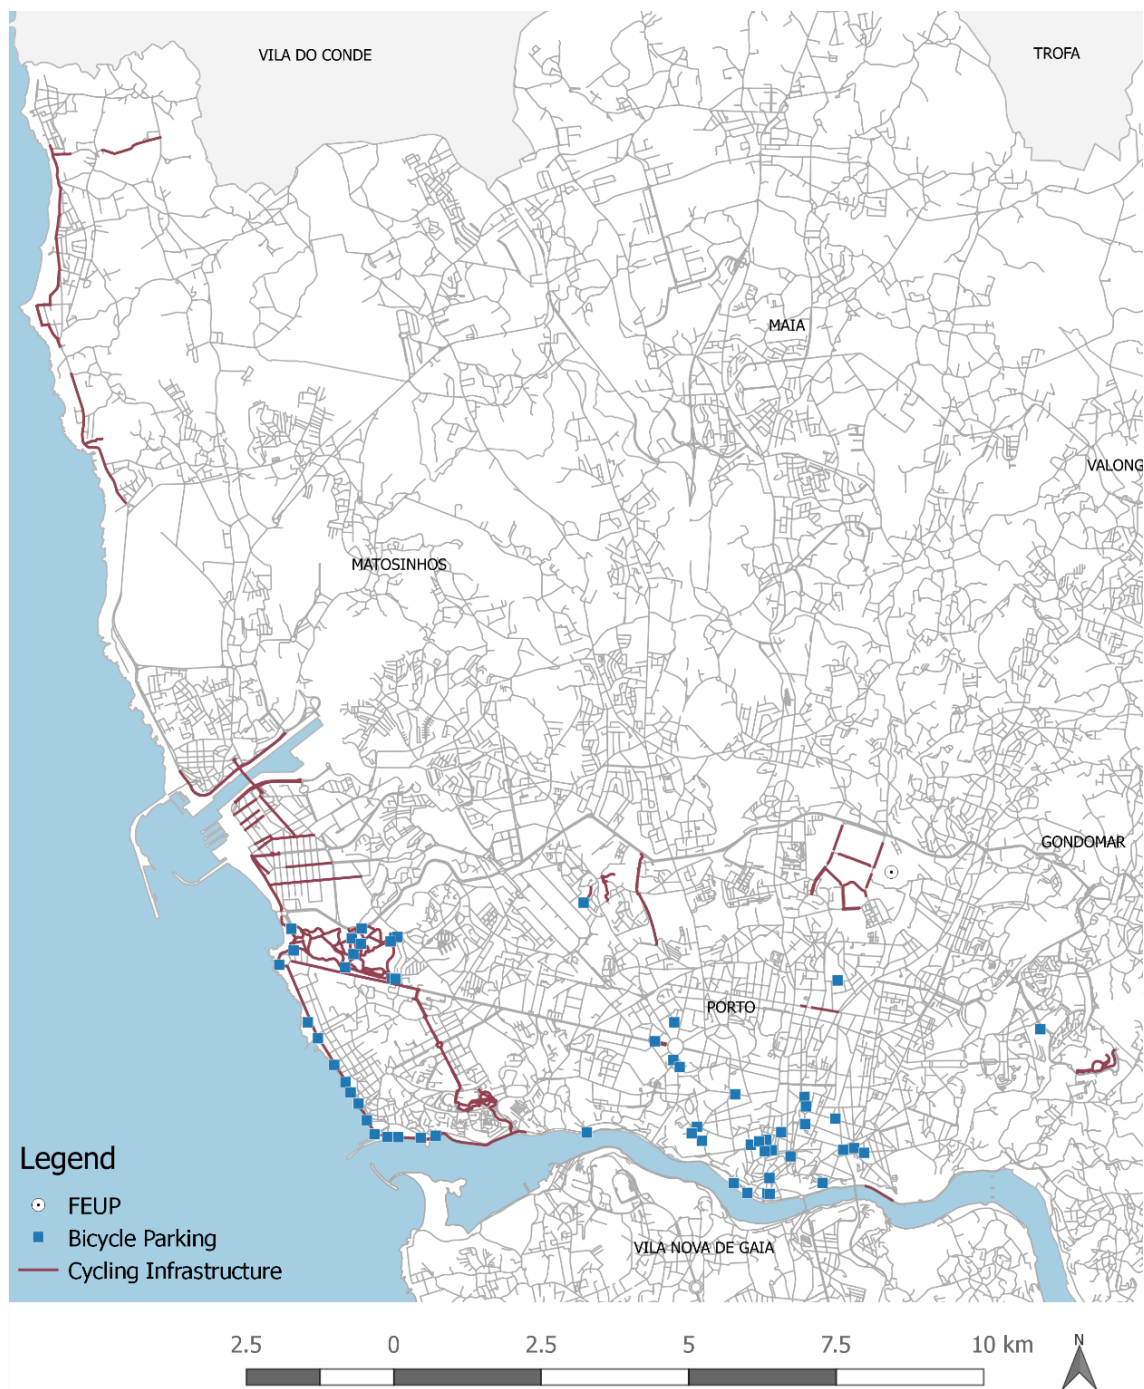 VILA DO CONDE
TROFA
MAIA
VALONG
MATOSINHOS
GONDOMAR
PORTO
VILA NOVA DE GAIA
Legend
FEUP
Bicycle Parking
Cycling Infrastructure
2.5 0 2.5 5 7.5 10 km
N